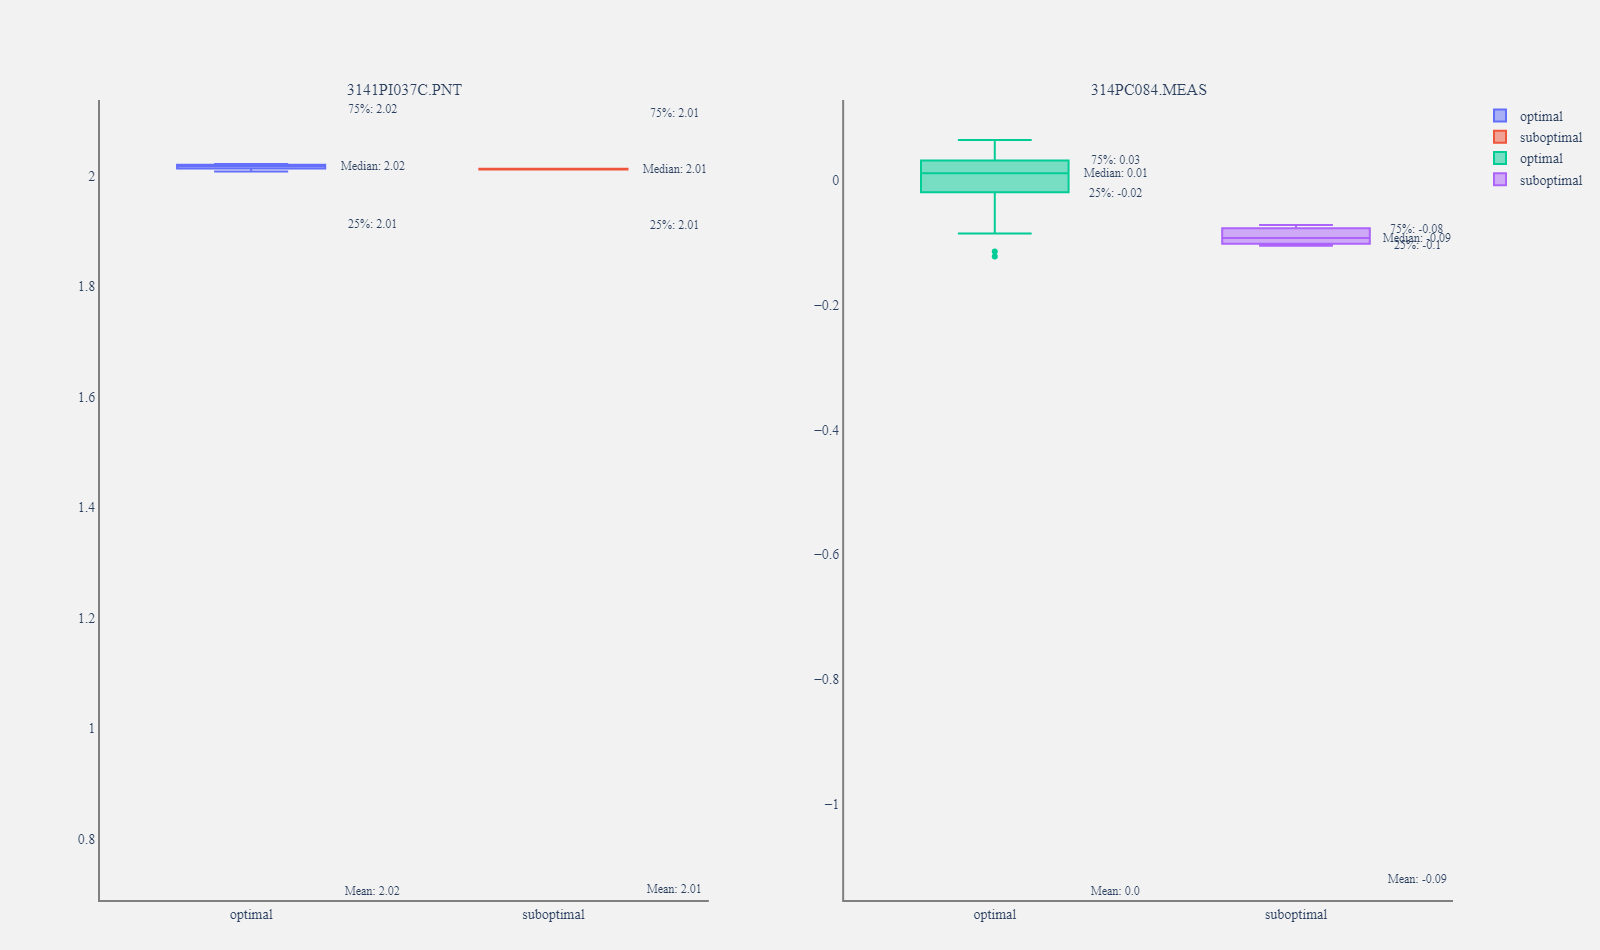 3141PI037C.PNT
75%: 2.02
75%: 2.01
2
Median: 2.02
Median: 2.01
25%: 2.01
25%: 2.01
1.8
1.6
1.4
1.2
1
0.8
Mean: 2.02
Mean: 2.01
optimal
suboptimal
314PC084.MEAS
0
75%: 0.03
Median: 0.01
25%: -0.02
75%: -0.08
Median: -0.09
25%: -0.1
−0.2
−0.4
−0.6
−0.8
−1
Mean: 0.0
Mean: -0.09
optimal
suboptimal
optimal
suboptimal
optimal
suboptimal